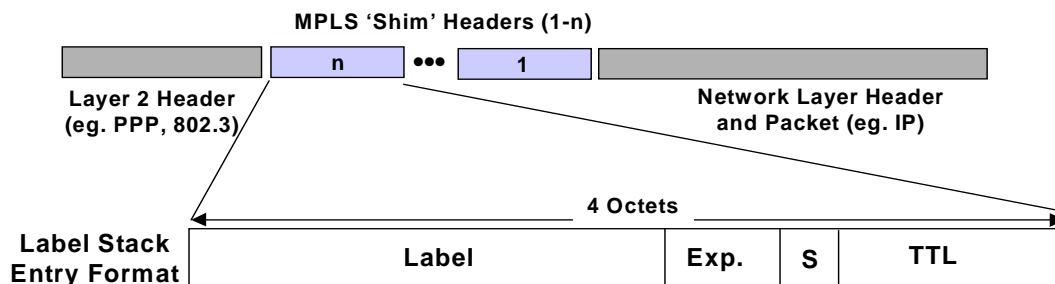 MPLS ‘Shim’ Headers (1-n)
n
•••
1
Layer 2 Header
(eg. PPP, 802.3)
Network Layer Header
and Packet (eg. IP)
4 Octets
Label Stack
Entry Format
Label
Exp.
S
TTL